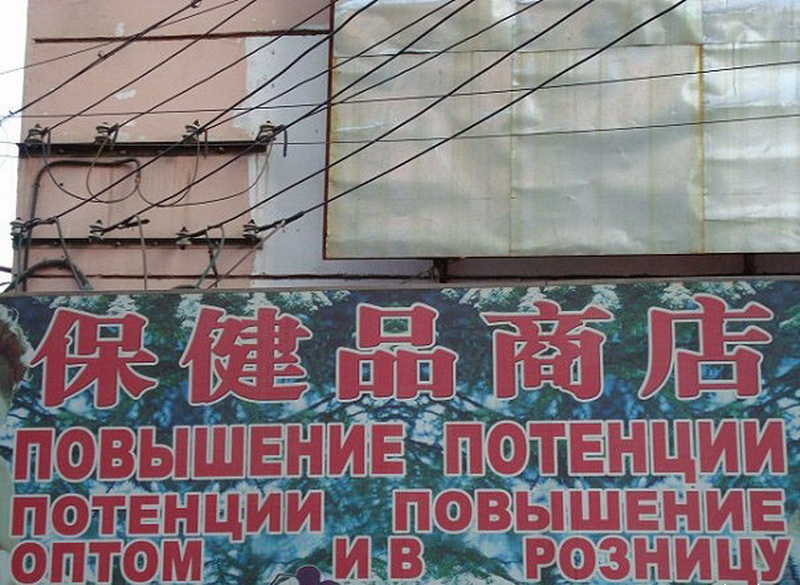 保健品商店
ПОВЫШЕНИЕ ПОТЕНЦИИ
ПОТЕНЦИИ ПОВЫШЕНИЕ
ОПТОМ И В РОЗНИЦУ